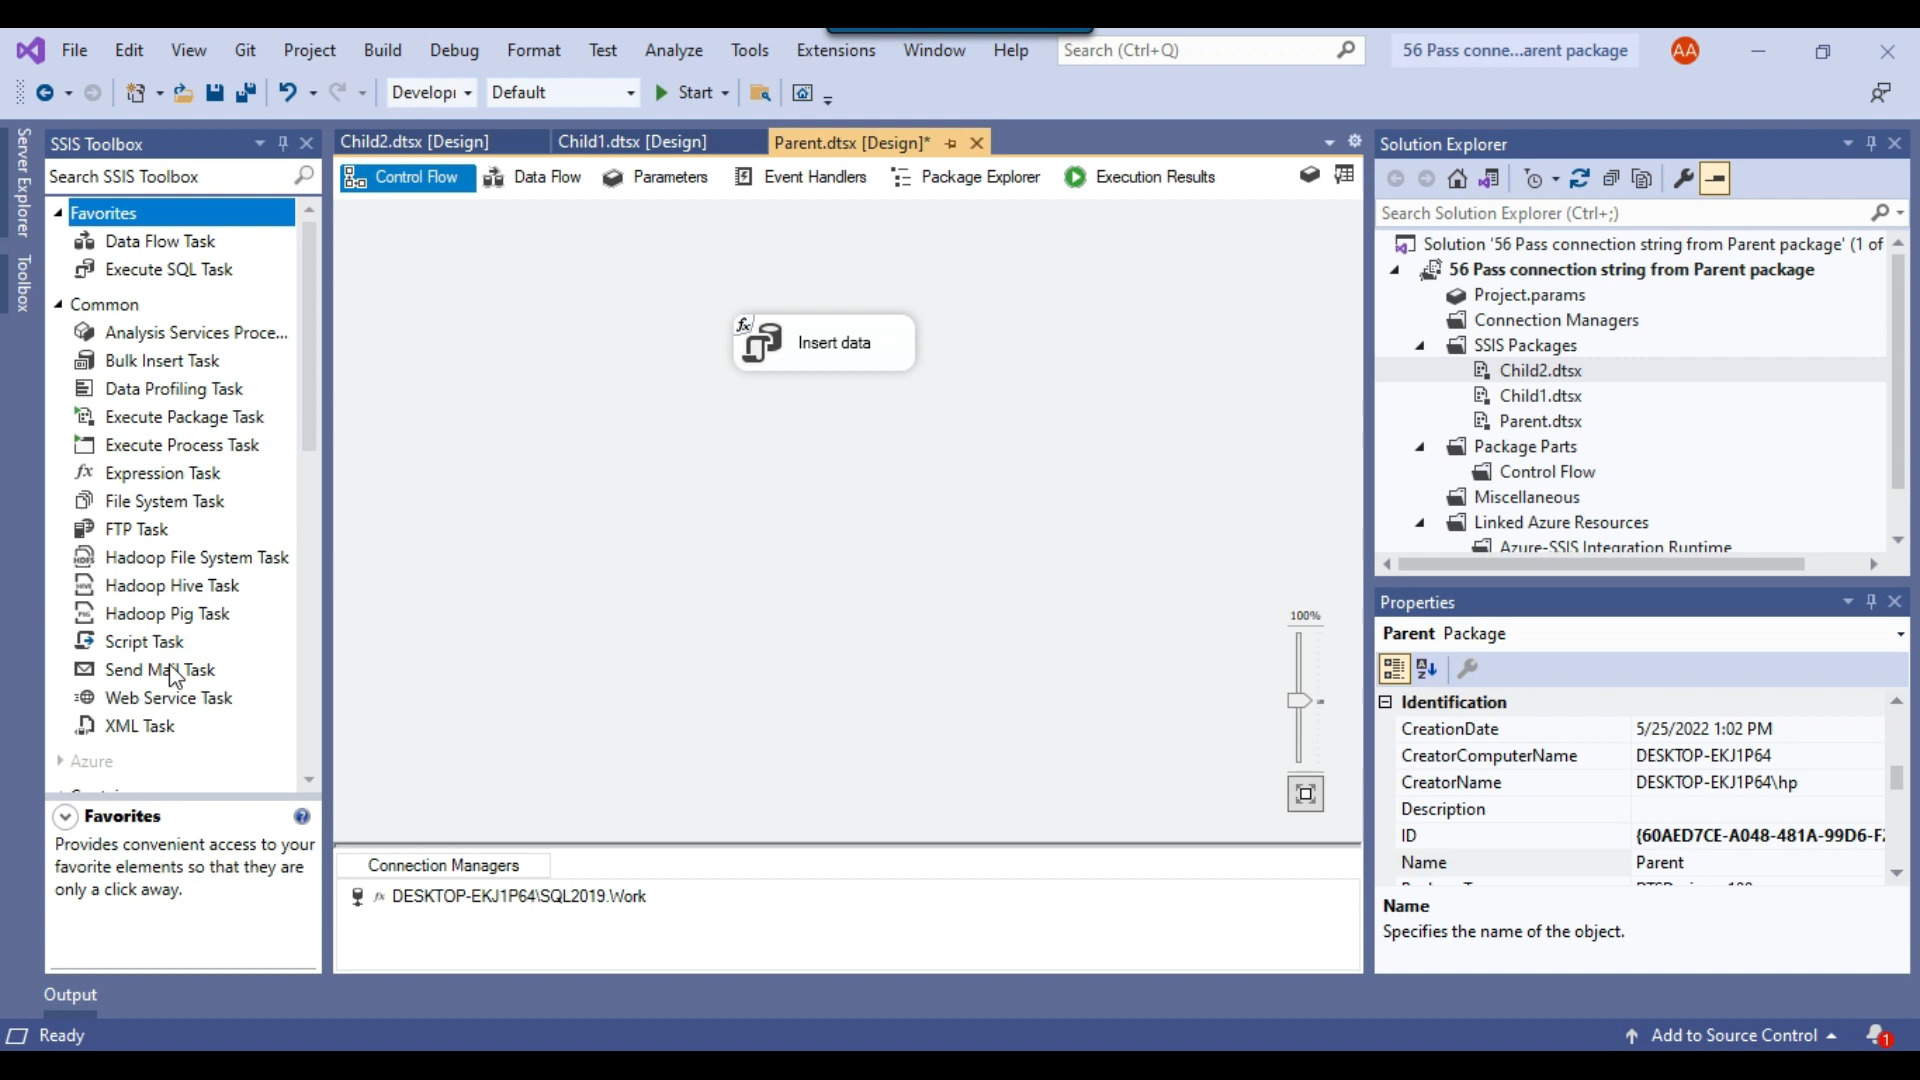 File Edit View Git Project Build Debug Format Test Analyze Tools Extensions Window Help Search (Ctrl+Q) 56 Pass conne...arent package AA
Developı Default Start
Server Explorer
Toolbox
SSIS Toolbox
Search SSIS Toolbox
Favorites
Data Flow Task
Execute SQL Task
Common
Analysis Services Proce...
Bulk Insert Task
Data Profiling Task
Execute Package Task
Execute Process Task
Expression Task
File System Task
FTP Task
Hadoop File System Task
Hadoop Hive Task
Hadoop Pig Task
Script Task
Send Mail Task
Web Service Task
XML Task
Azure
Favorites
Provides convenient access to your
favorite elements so that they are
only a click away.
Child2.dtsx [Design] Child1.dtsx [Design] Parent.dtsx [Design]*
Control Flow Data Flow Parameters Event Handlers Package Explorer Execution Results
fx
Insert data
100%
Connection Managers
fx DESKTOP-EKJ1P64\SQL2019.Work
Solution Explorer
Search Solution Explorer (Ctrl+;)
Solution '56 Pass connection string from Parent package' (1 of
56 Pass connection string from Parent package
Project.params
Connection Managers
SSIS Packages
Child2.dtsx
Child1.dtsx
Parent.dtsx
Package Parts
Control Flow
Miscellaneous
Linked Azure Resources
Azure-SSIS Integration Runtime
Properties
Parent Package
Identification
CreationDate 5/25/2022 1:02 PM
CreatorComputerName DESKTOP-EKJ1P64
CreatorName DESKTOP-EKJ1P64\hp
Description
ID {60AED7CE-A048-481A-99D6-F
Name Parent
Name
Specifies the name of the object.
Output
Ready
Add to Source Control
1